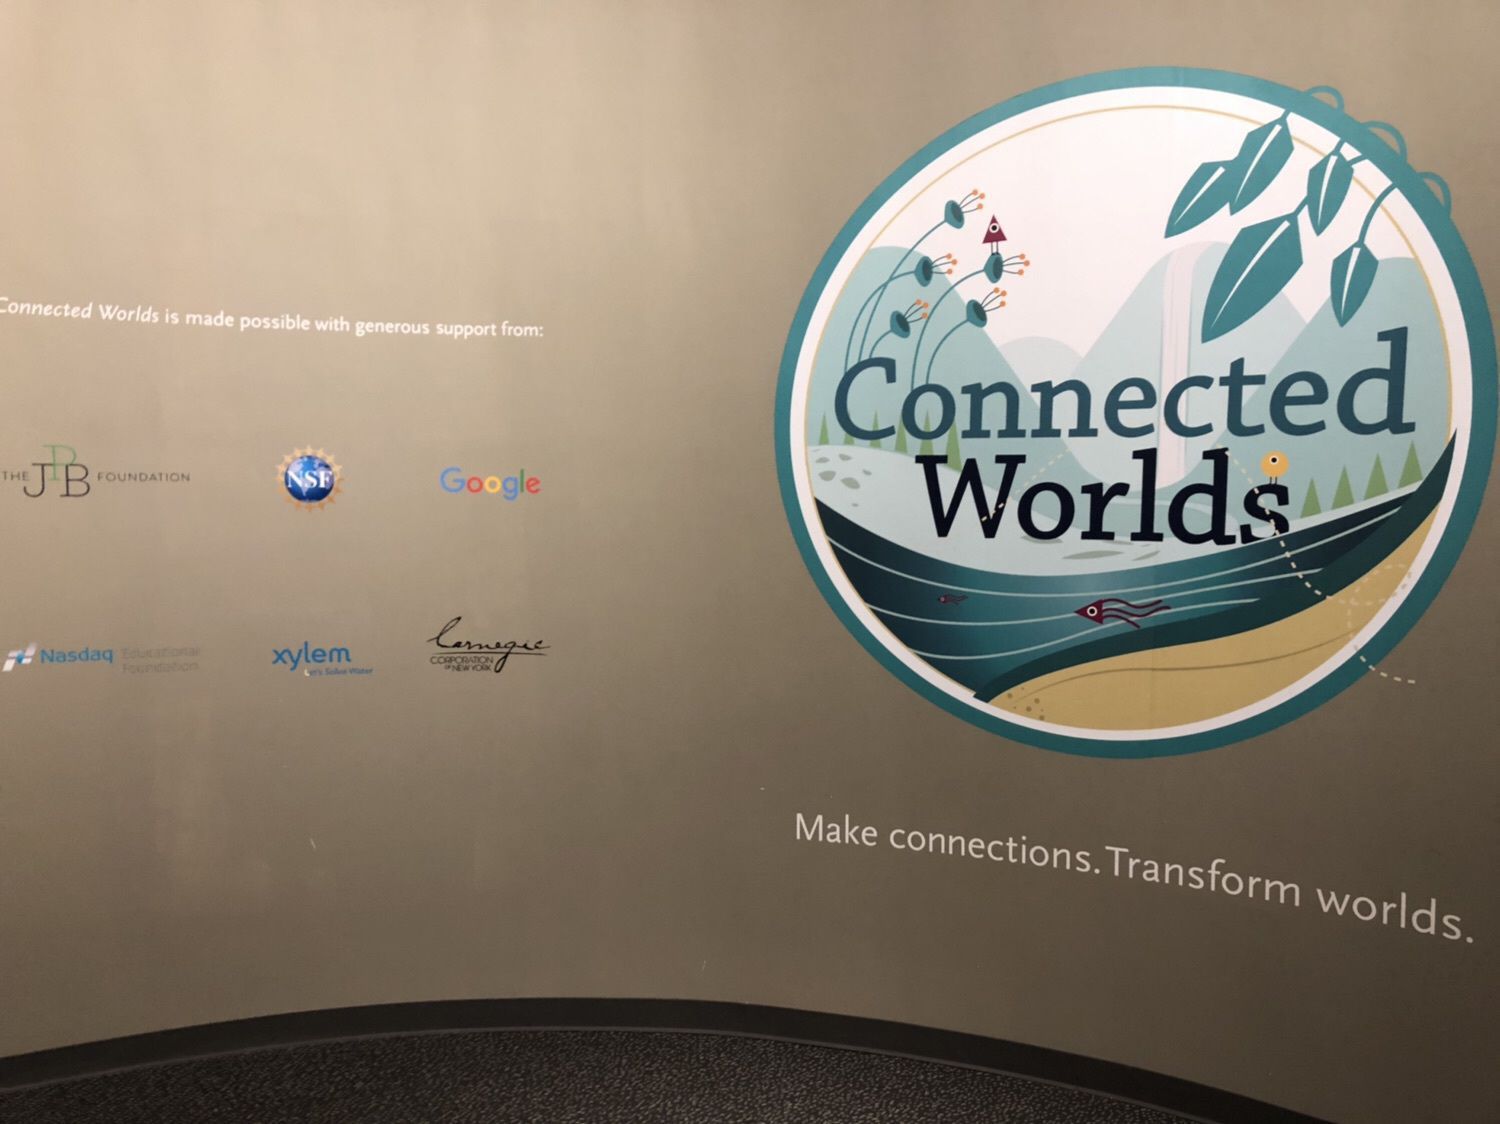 Connected Worlds is made possible with generous support from:
THE JPB FOUNDATION
NSF
Google
Nasdaq Educational
Foundation
xylem
Let's Solve Water
Carnegie
CORPORATION
OF NEW YORK
Connected
Worlds
Make connections. Transform worlds.